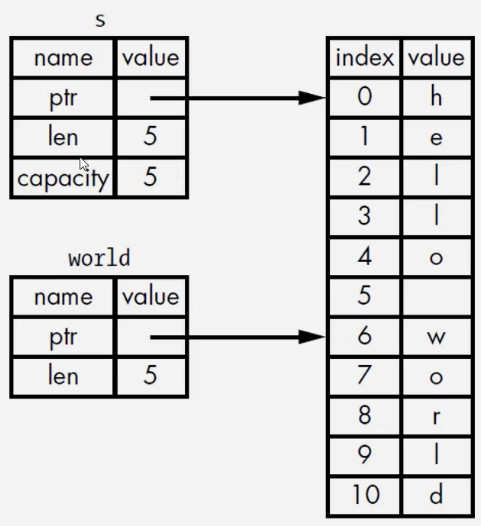 s
name value
ptr
len 5
capacity 5
world
name value
ptr
len 5
index value
0 h
1 e
2 l
3 l
4 o
5
6 w
7 o
8 r
9 l
10 d